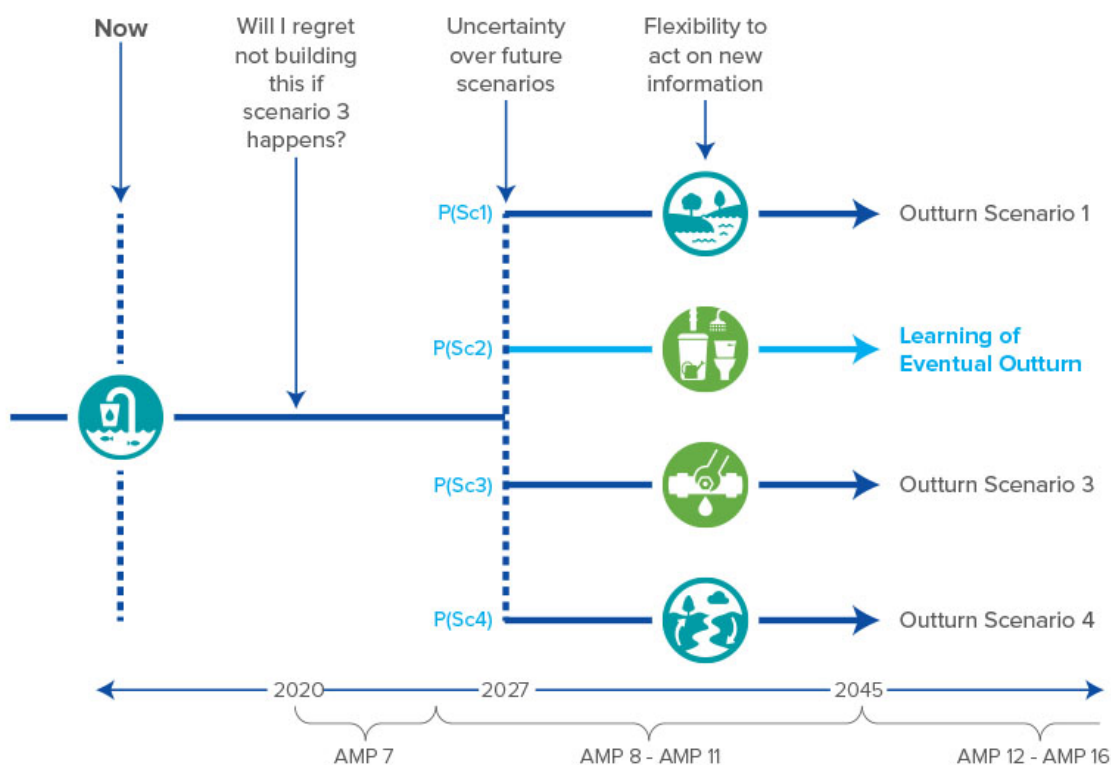 Now
Will I regret
not building
this if
scenario 3
happens?
Uncertainty
over future
scenarios
Flexibility to
act on new
information
P(Sc1)
Outturn Scenario 1
P(Sc2)
Learning of
Eventual Outturn
P(Sc3)
Outturn Scenario 3
P(Sc4)
Outturn Scenario 4
2020
2027
2045
AMP 7
AMP 8 - AMP 11
AMP 12 - AMP 16